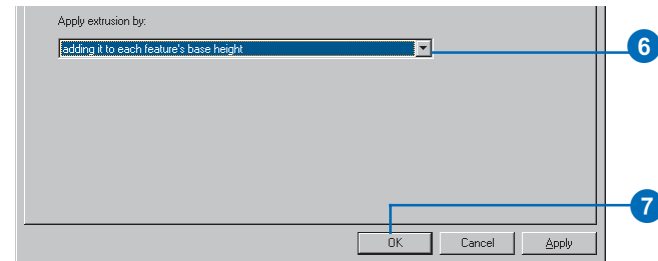 Apply extrusion by:
adding it to each feature's base height
6
7
OK Cancel Apply